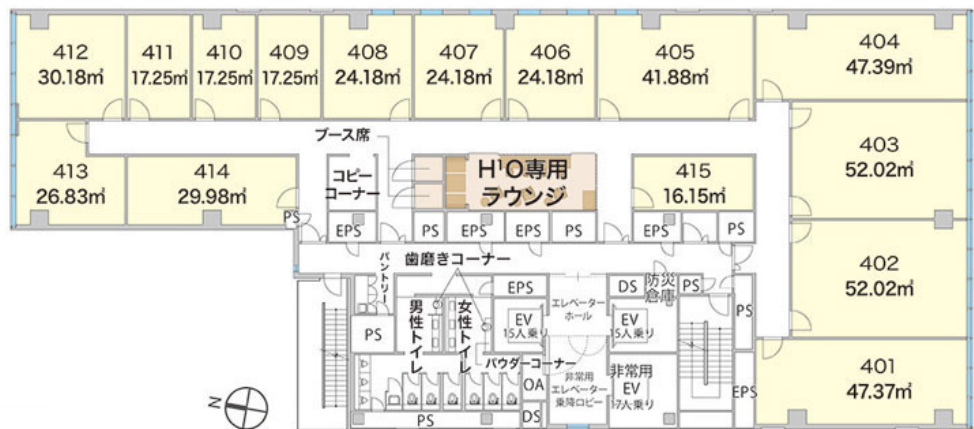 412
30.18㎡
411
17.25㎡
410
17.25㎡
409
17.25㎡
408
24.18㎡
407
24.18㎡
406
24.18㎡
405
41.88㎡
404
47.39㎡
403
52.02㎡
413
26.83㎡
414
29.98㎡
PS
ブース席
コピー
コーナー
H¹O専用
ラウンジ
415
16.15㎡
EPS
PS
EPS
EPS
PS
EPS
PS
402
52.02㎡
歯磨きコーナー
パントリー
EPS
エレベーター
ホール
DS
防災
倉庫
PS
PS
PS
男性トイレ
女性トイレ
EV
15人乗り
EV
15人乗り
パウダーコーナー
OA
DS
非常用
エレベーター
乗降ロビー
非常用
EV
17人乗り
EPS
PS
401
47.37㎡
N